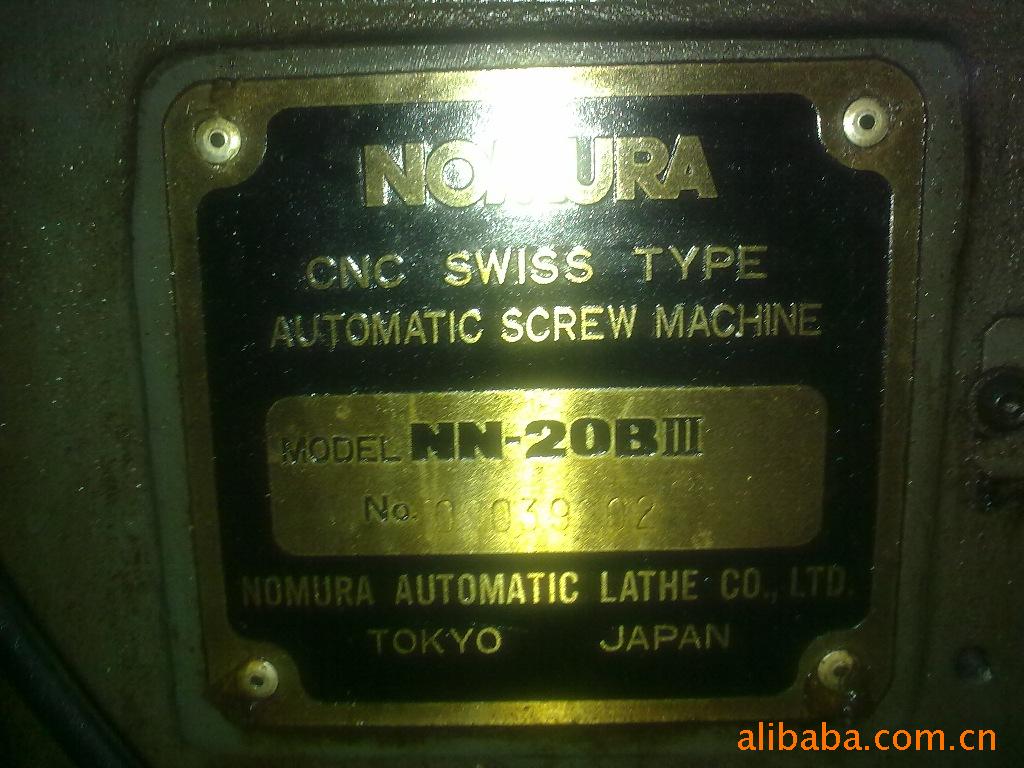 NOMURA
CNC SWISS TYPE
AUTOMATIC SCREW MACHINE
MODEL NN-20BIII
No.
NOMURA AUTOMATIC LATHE CO., LTD.
TOKYO JAPAN
alibaba.com.cn